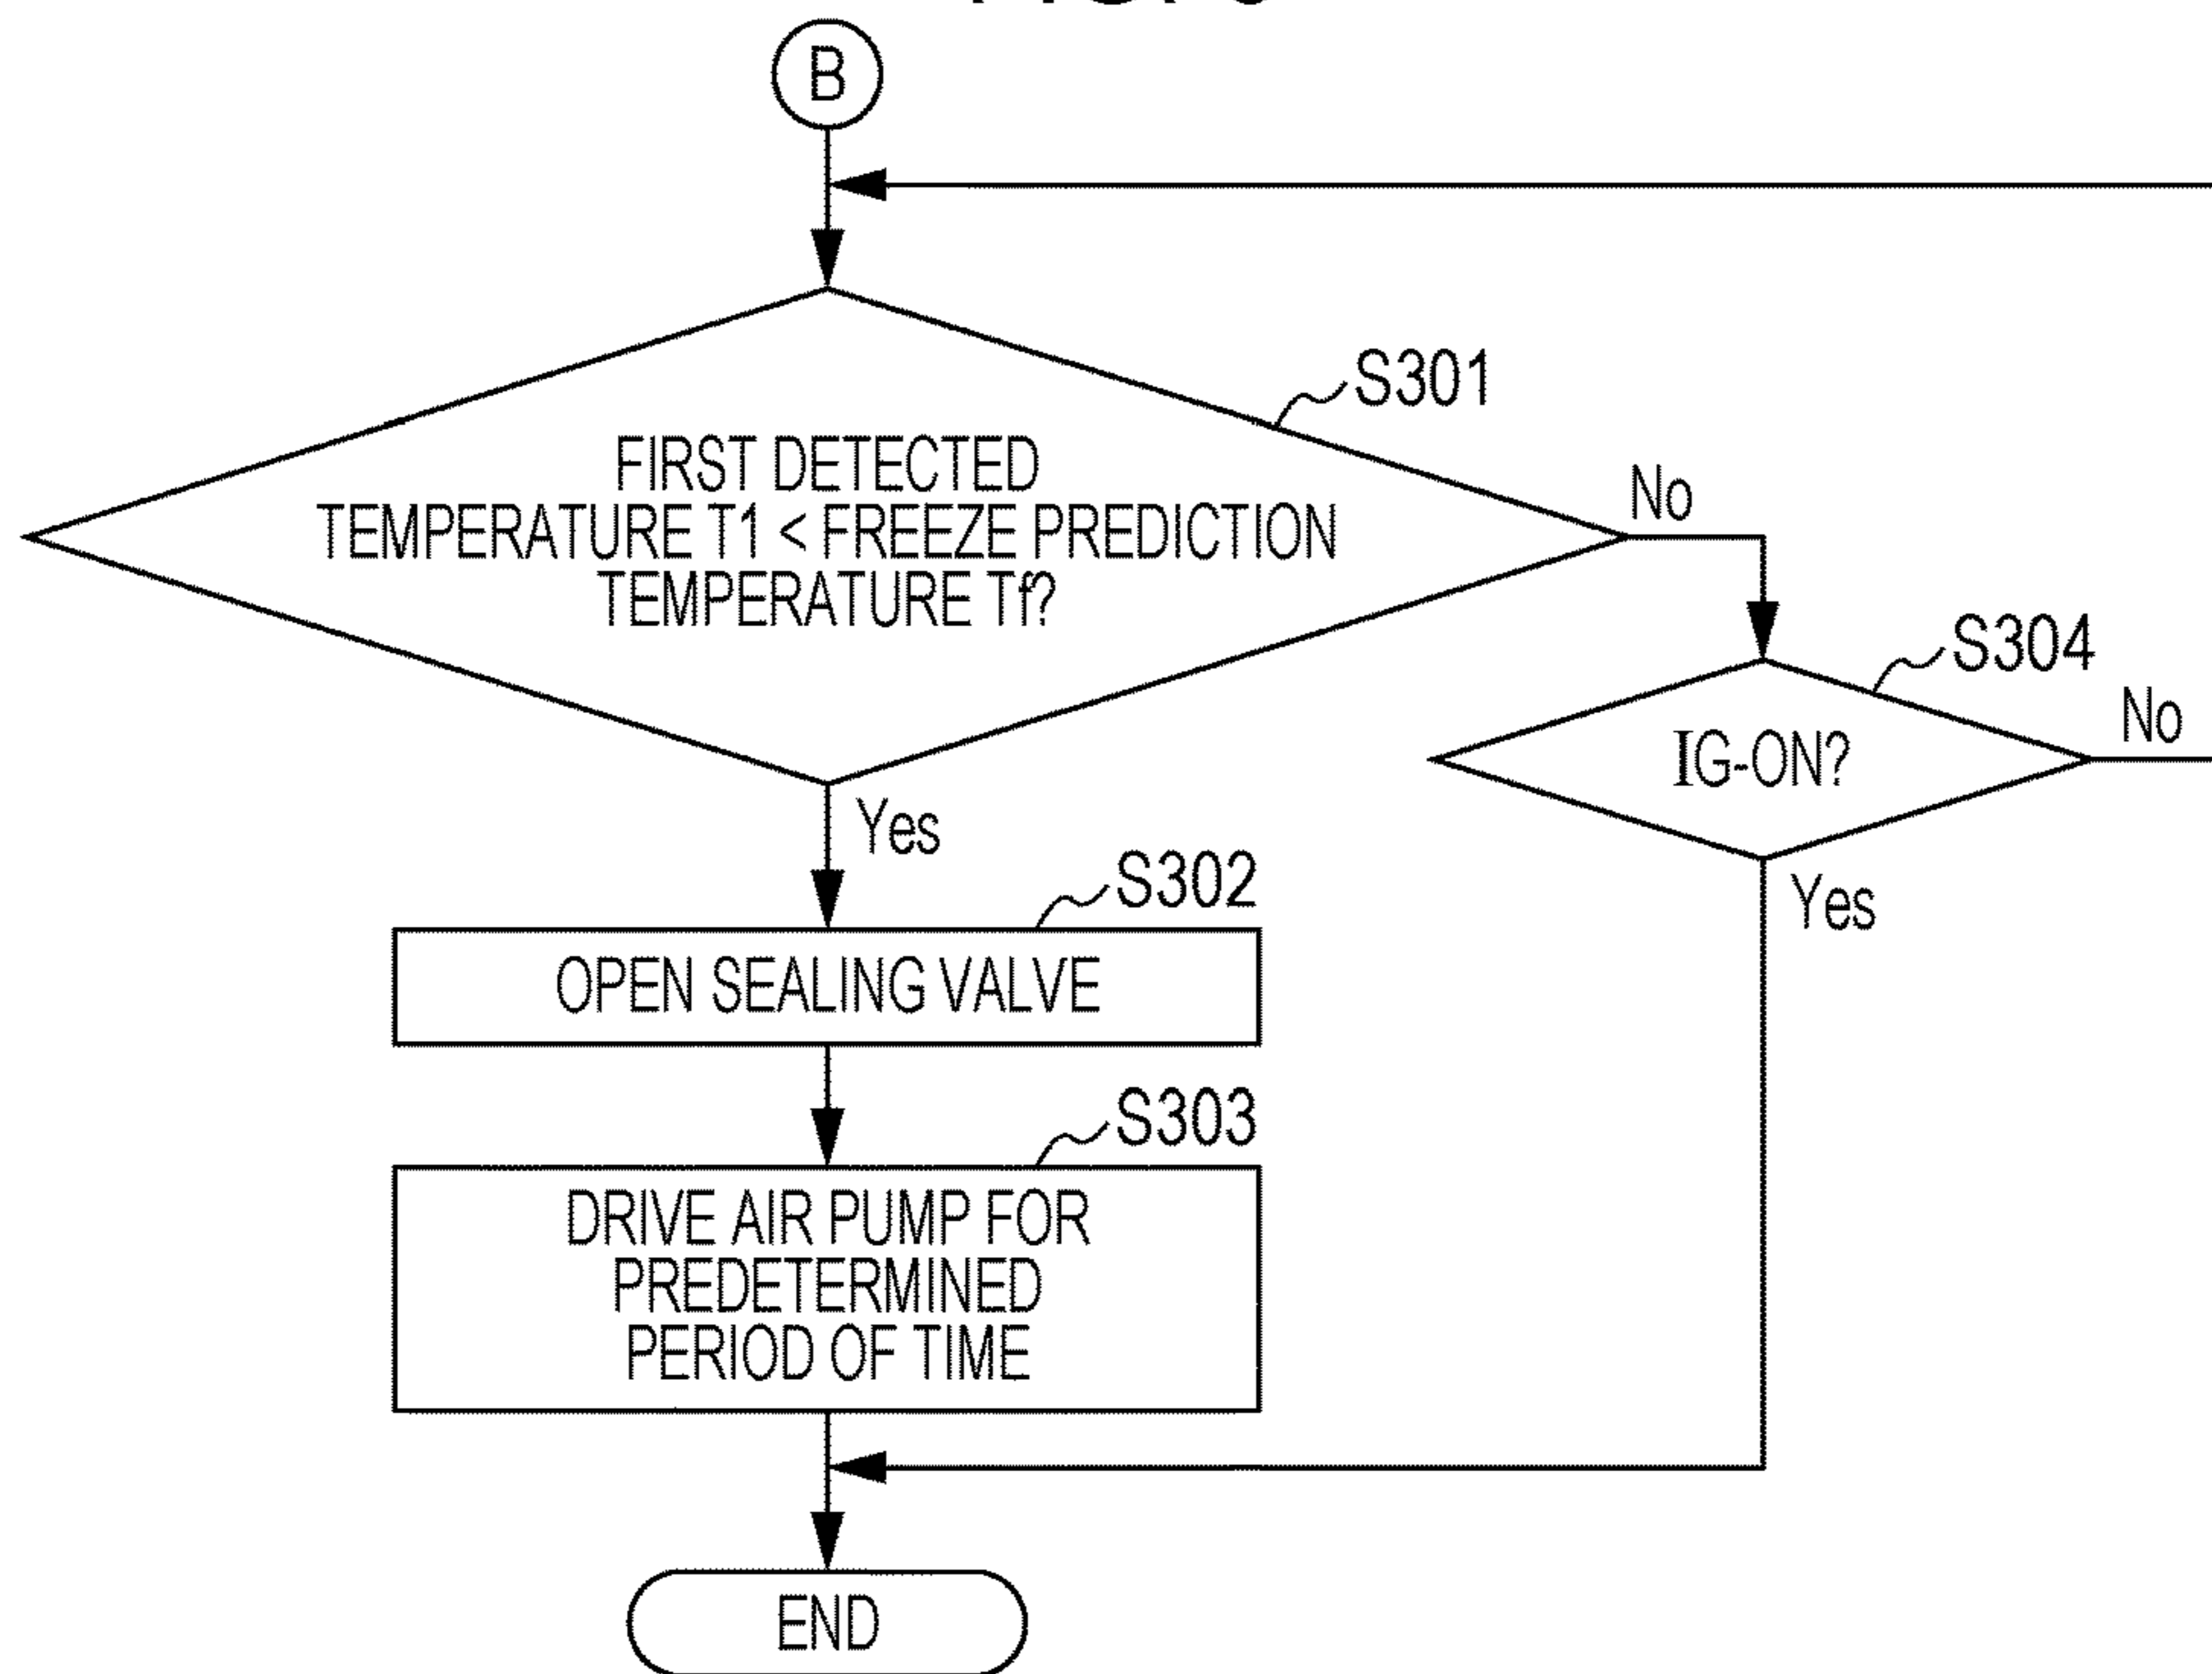 B
S301
FIRST DETECTED
TEMPERATURE T1 < FREEZE PREDICTION
TEMPERATURE Tf?
No
S304
IG-ON?
No
Yes
Yes
S302
OPEN SEALING VALVE
S303
DRIVE AIR PUMP FOR
PREDETERMINED
PERIOD OF TIME
END